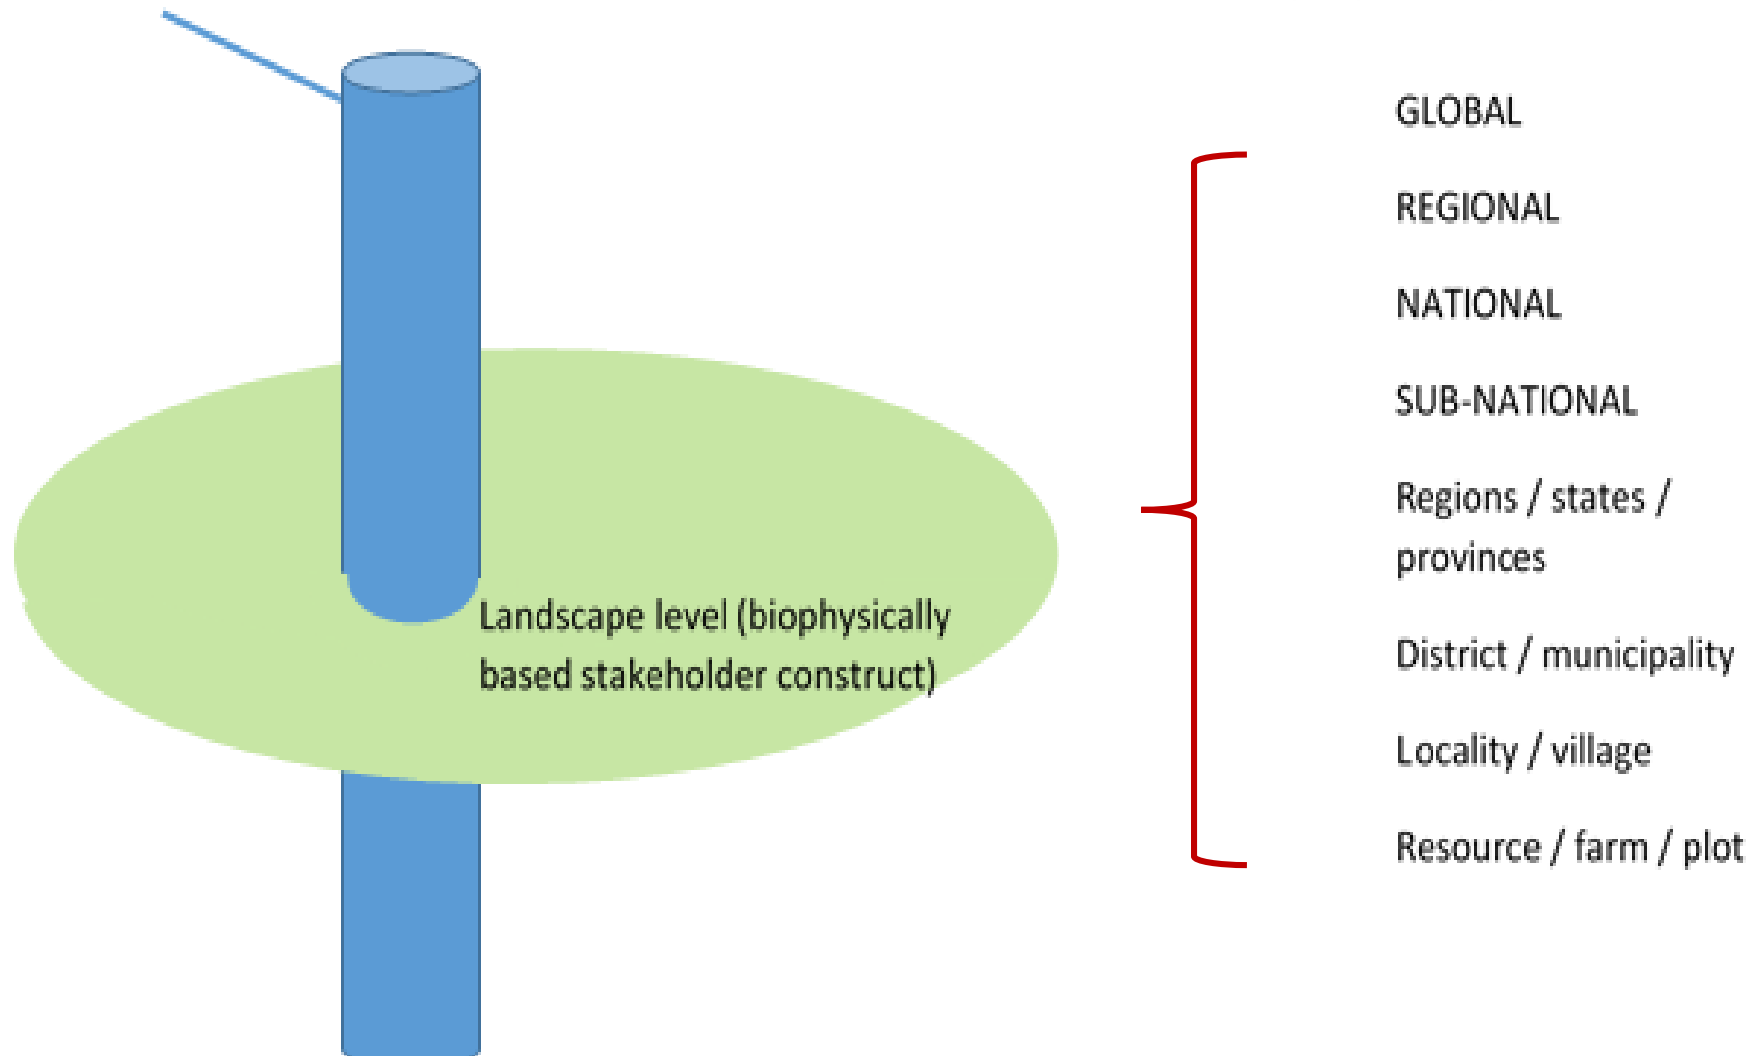 GLOBAL
REGIONAL
NATIONAL
SUB-NATIONAL
Regions / states /
provinces
Landscape level (biophysically
based stakeholder construct)
District / municipality
Locality / village
Resource / farm / plot